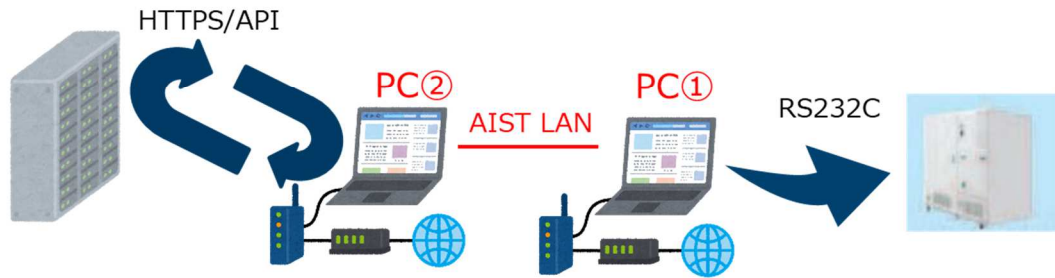 HTTPS/API
PC②
AIST LAN
PC①
RS232C